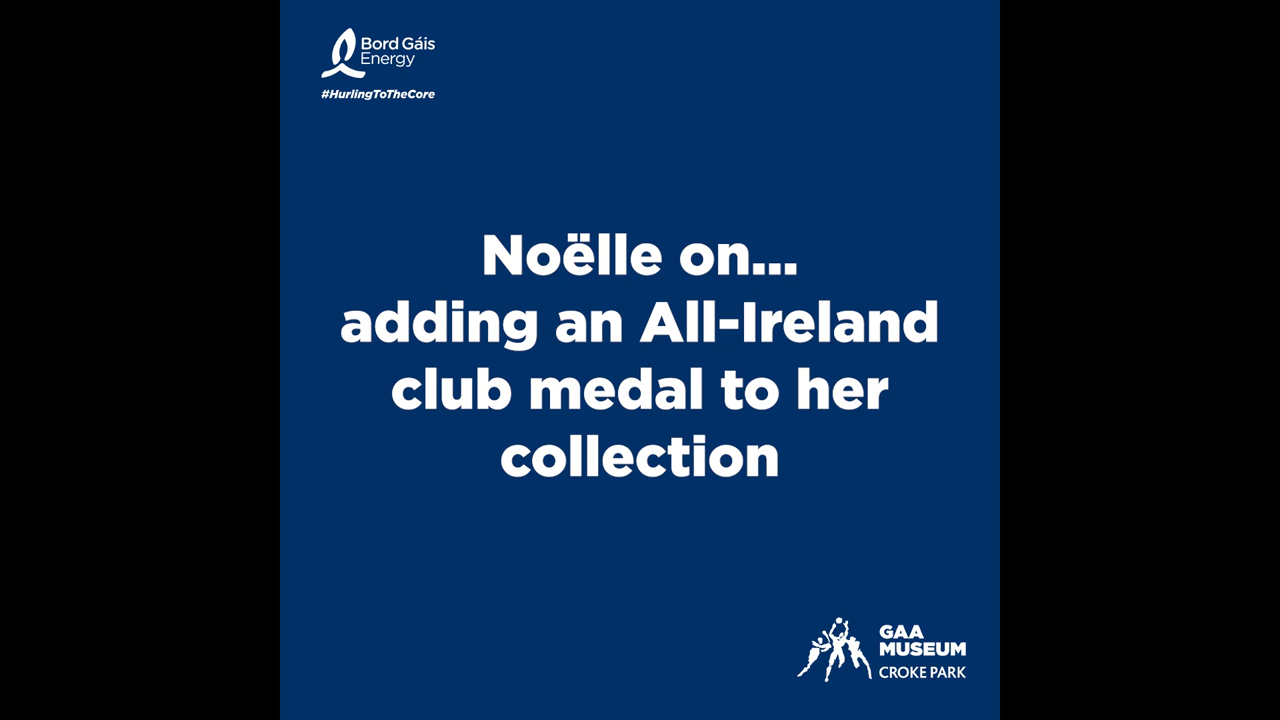 Bord Gáis
Energy
#HurlingToTheCore
Noëlle on...
adding an All-Ireland
club medal to her
collection
GAA
MUSEUM
CROKE PARK